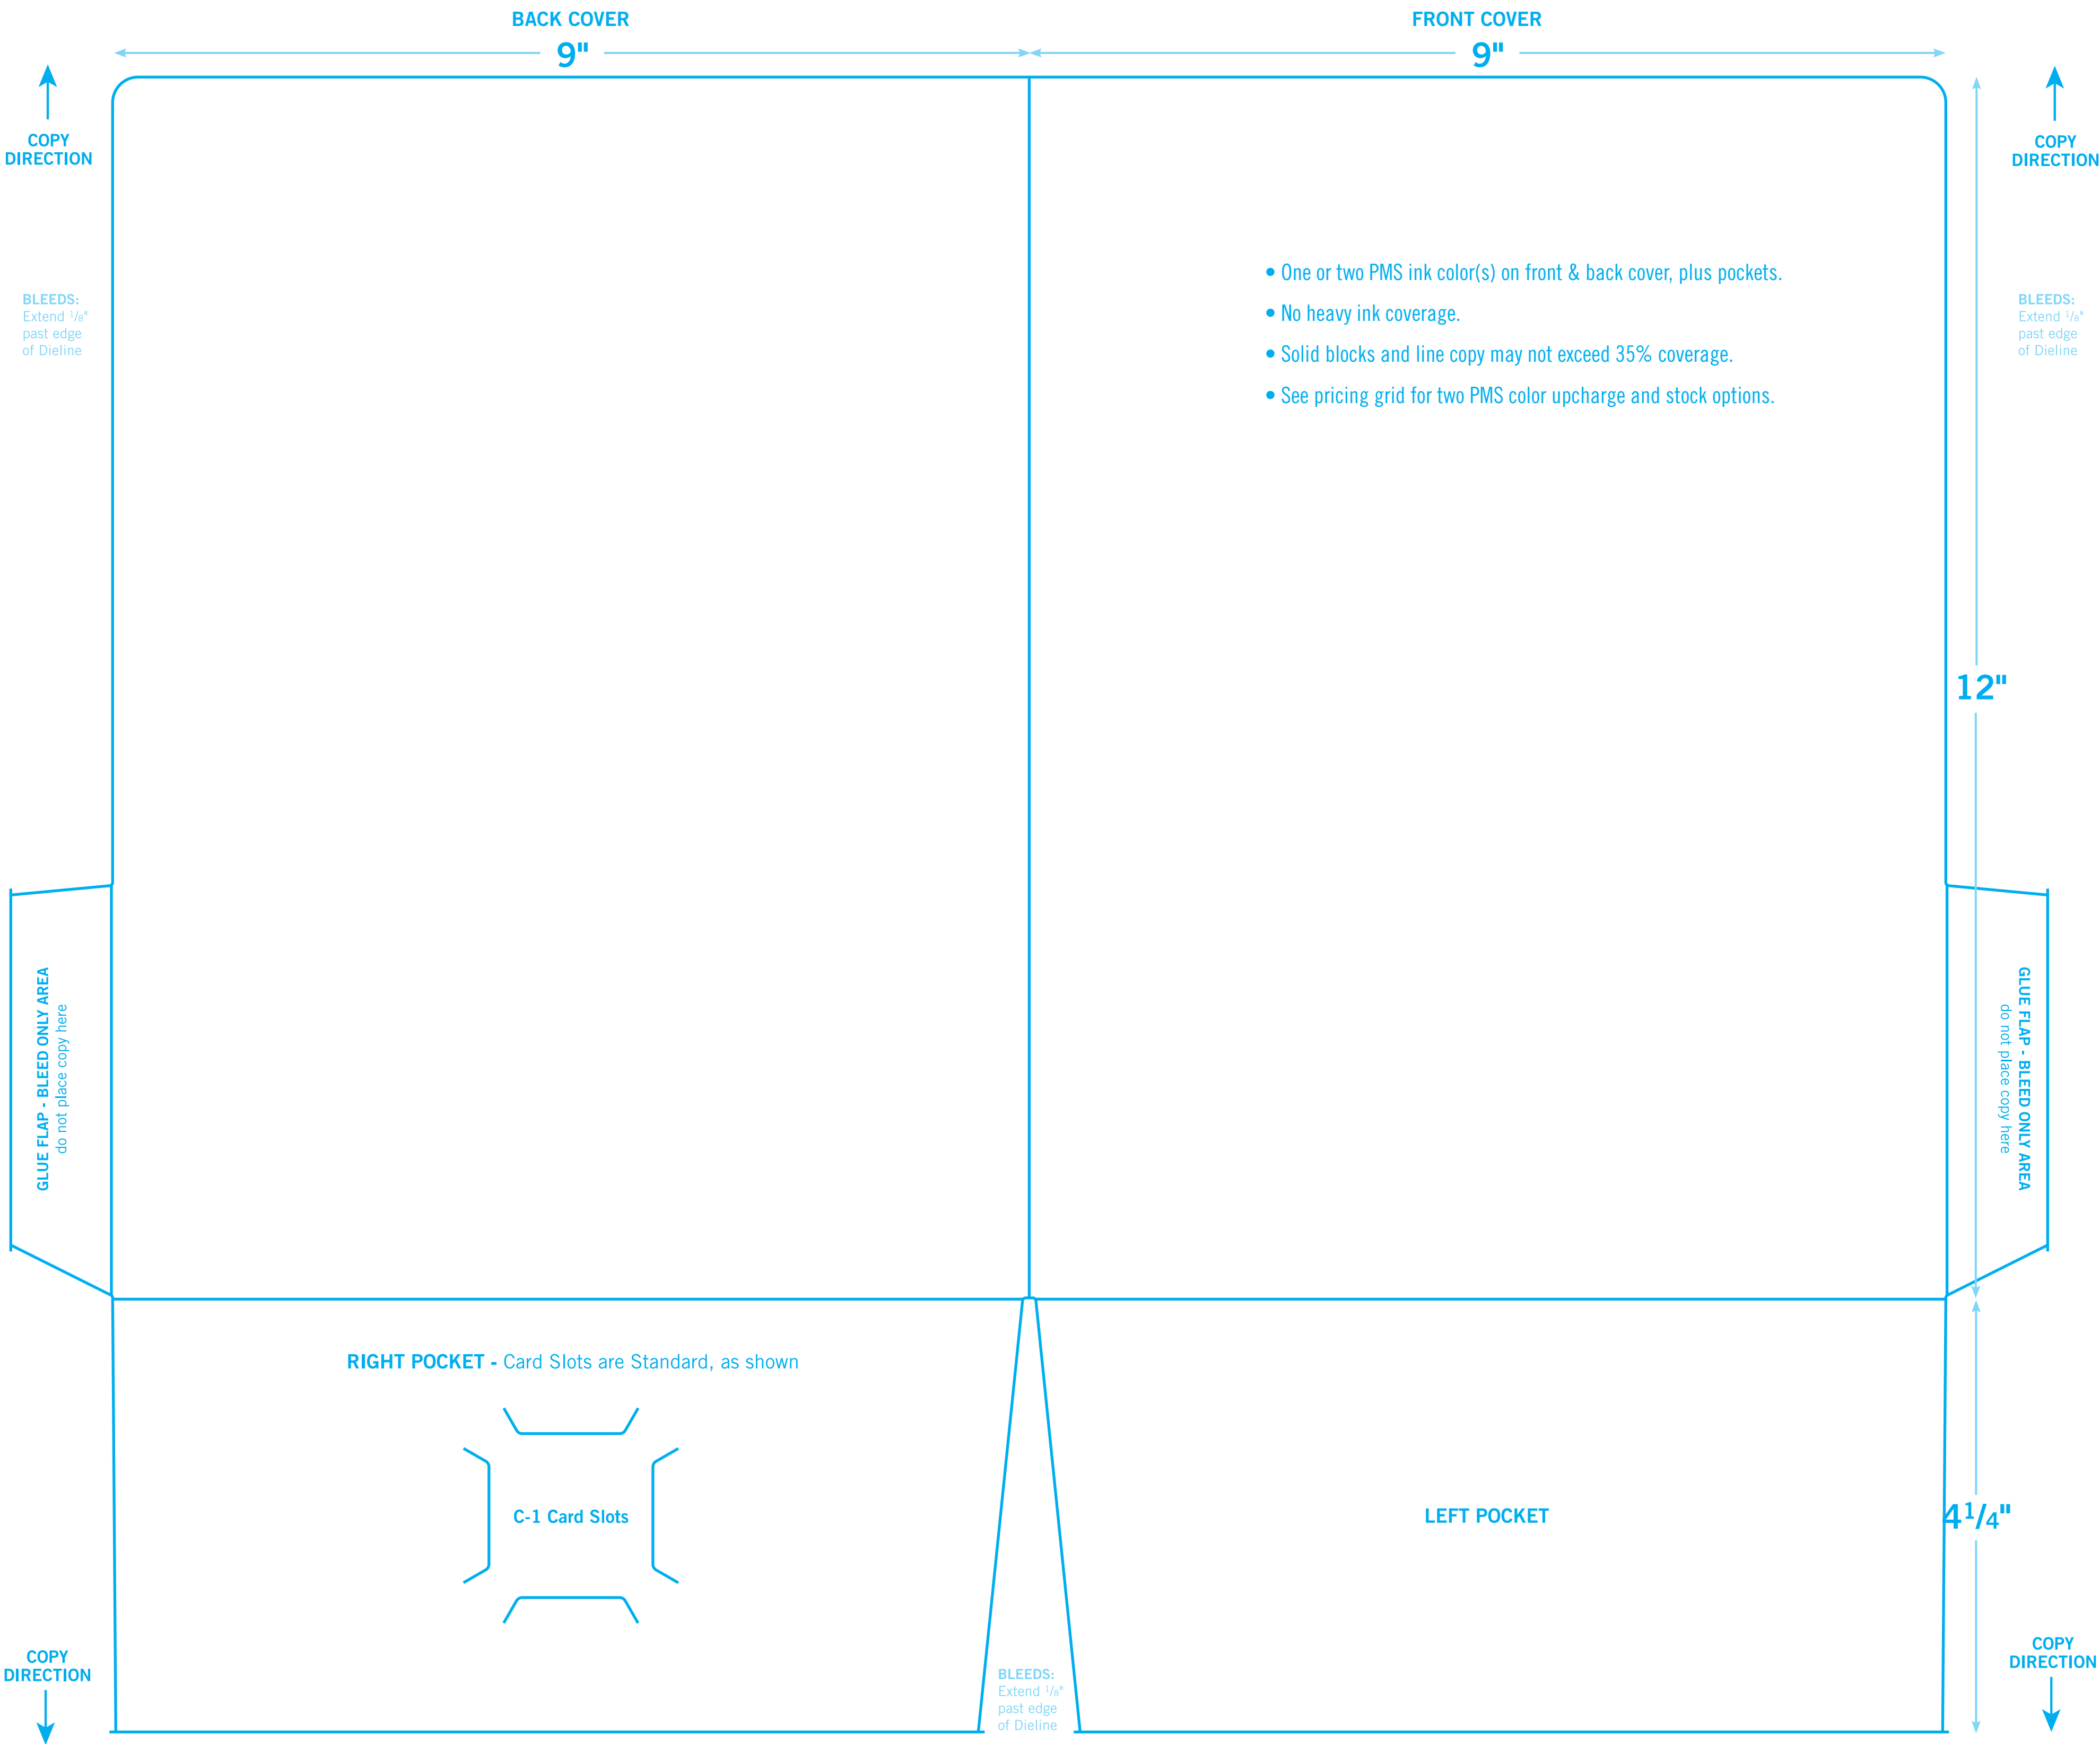 BACK COVER
FRONT COVER
9"
9"
COPY
DIRECTION
COPY
DIRECTION
BLEEDS:
Extend 1/8"
past edge
of Dieline
• One or two PMS ink color(s) on front & back cover, plus pockets.
• No heavy ink coverage.
• Solid blocks and line copy may not exceed 35% coverage.
• See pricing grid for two PMS color upcharge and stock options.
BLEEDS:
Extend 1/8"
past edge
of Dieline
12"
GLUE FLAP - BLEED ONLY AREA
do not place copy here
GLUE FLAP - BLEED ONLY AREA
do not place copy here
RIGHT POCKET - Card Slots are Standard, as shown
C-1 Card Slots
LEFT POCKET
4 1/4"
COPY
DIRECTION
BLEEDS:
Extend 1/8"
past edge
of Dieline
COPY
DIRECTION